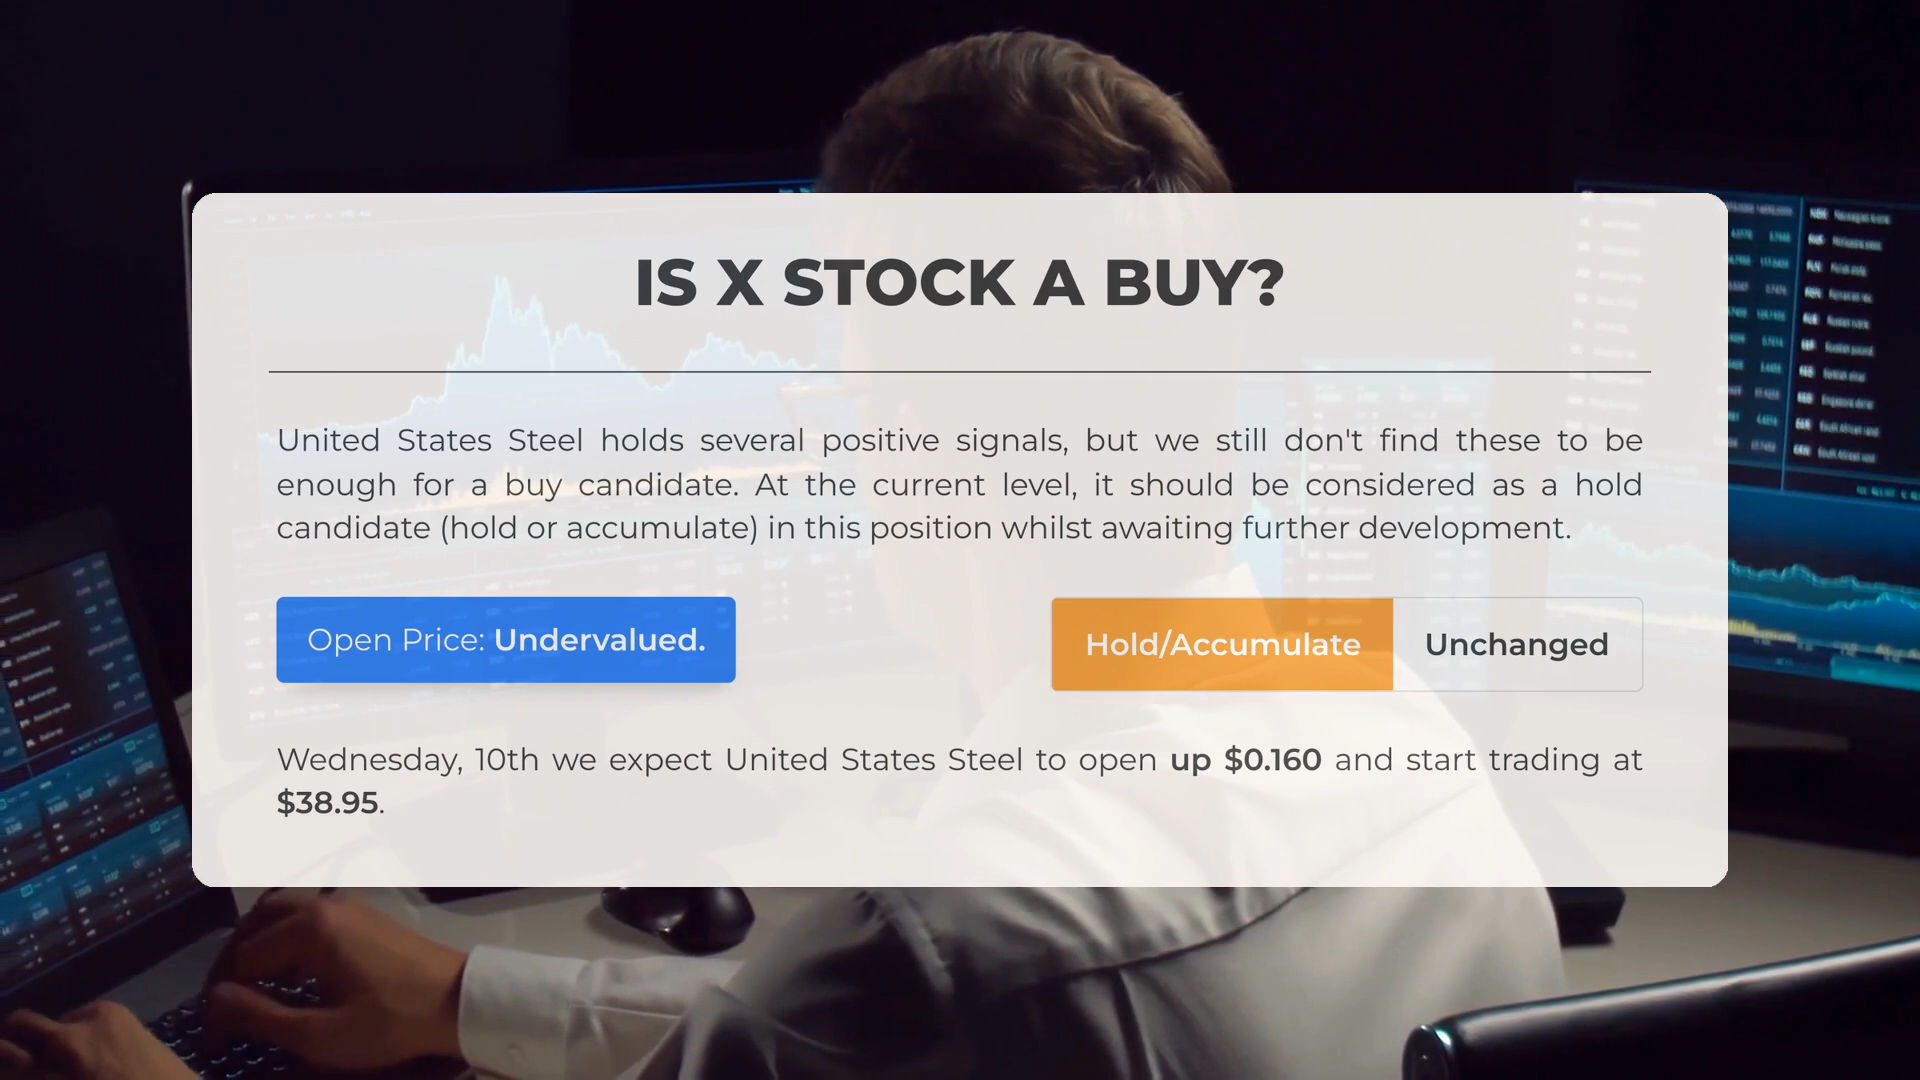 IS X STOCK A BUY?
United States Steel holds several positive signals, but we still don't find these to be
enough for a buy candidate. At the current level, it should be considered as a hold
candidate (hold or accumulate) in this position whilst awaiting further development.
Open Price: Undervalued.
Hold/Accumulate Unchanged
Wednesday, 10th we expect United States Steel to open up $0.160 and start trading at
$38.95.